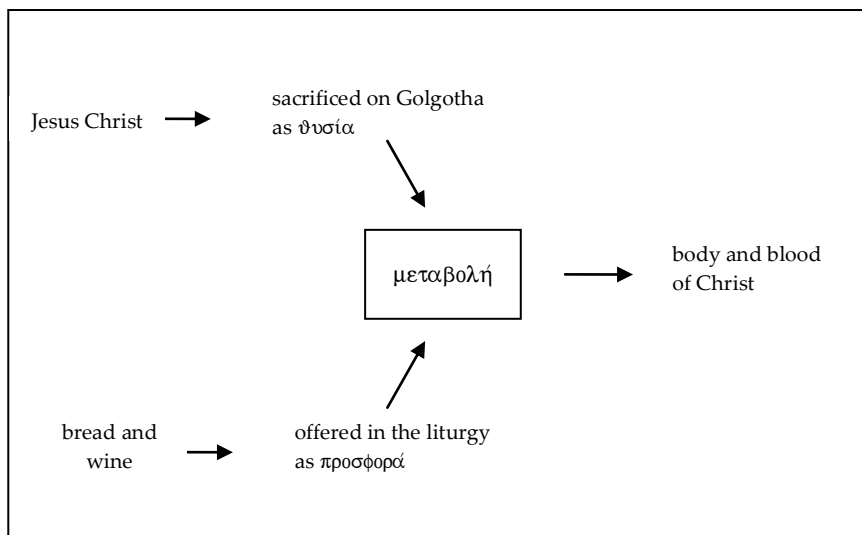 Jesus Christ
sacrificed on Golgotha
as ϑυσία
μεταβολή
body and blood
of Christ
bread and
wine
offered in the liturgy
as προσφορά